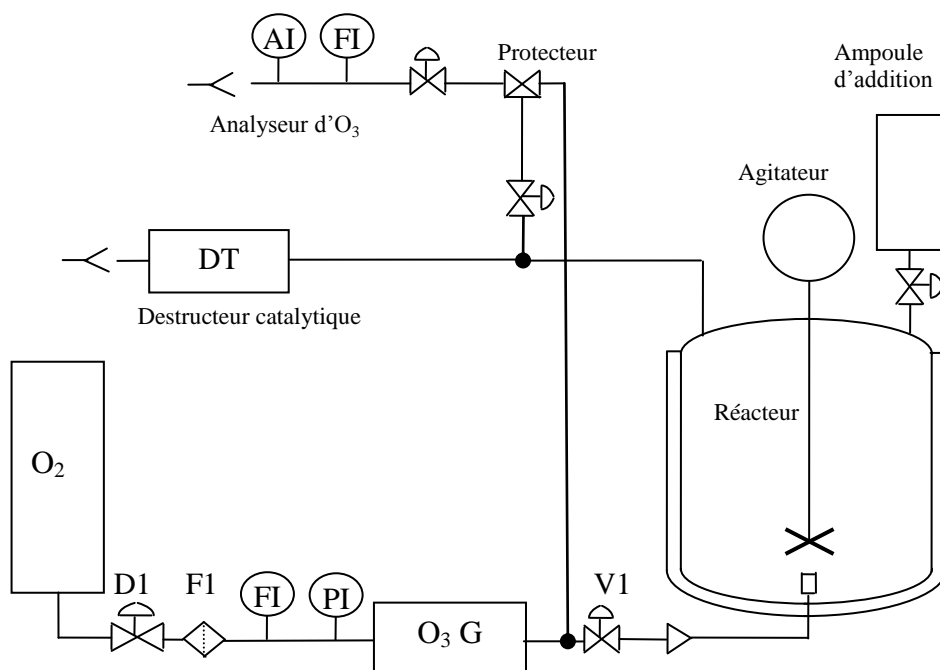 AI
FI
Protecteur
Ampoule
d’addition
Analyseur d’O₃
Agitateur
DT
Destructeur catalytique
Réacteur
O₂
D1
F1
FI
PI
V1
O₃ G